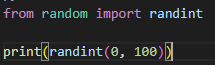 from random import randint
print(randint(0, 100))